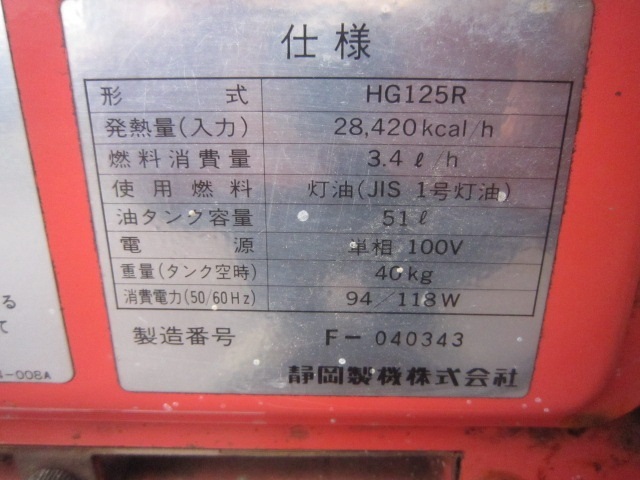 仕様
形式 HG125R
発熱量(入力) 28,420kcal/h
燃料消費量 3.4ℓ/h
使用燃料 灯油(JIS 1号灯油)
油タンク容量 51ℓ
電源 単相 100V
重量(タンク空時) 40kg
消費電力(50/60Hz) 94/118W
製造番号 F-040343
静岡製機株式会社
る
て
-008A